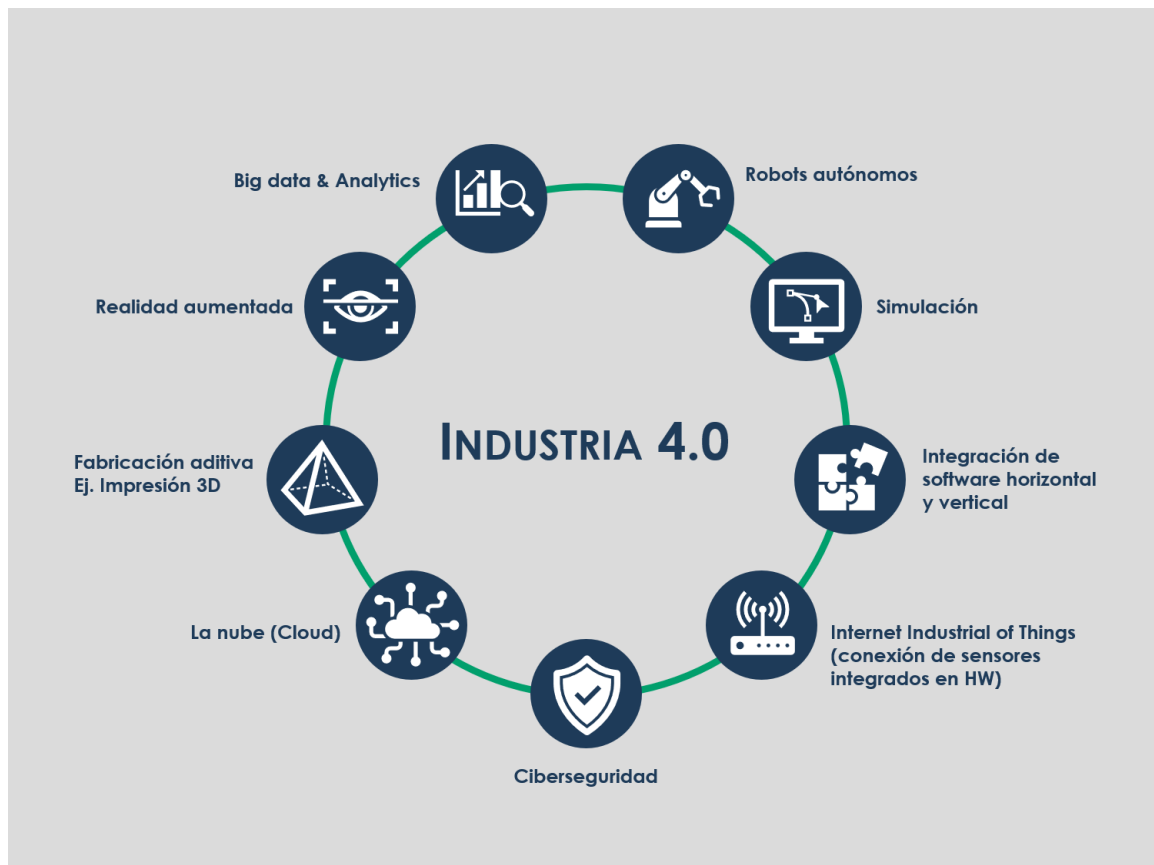 Big data & Analytics
Robots autónomos
Realidad aumentada
Simulación
INDUSTRIA 4.0
Fabricación aditiva
Ej. Impresión 3D
Integración de
software horizontal
y vertical
La nube (Cloud)
Internet Industrial of Things
(conexión de sensores
integrados en HW)
Ciberseguridad